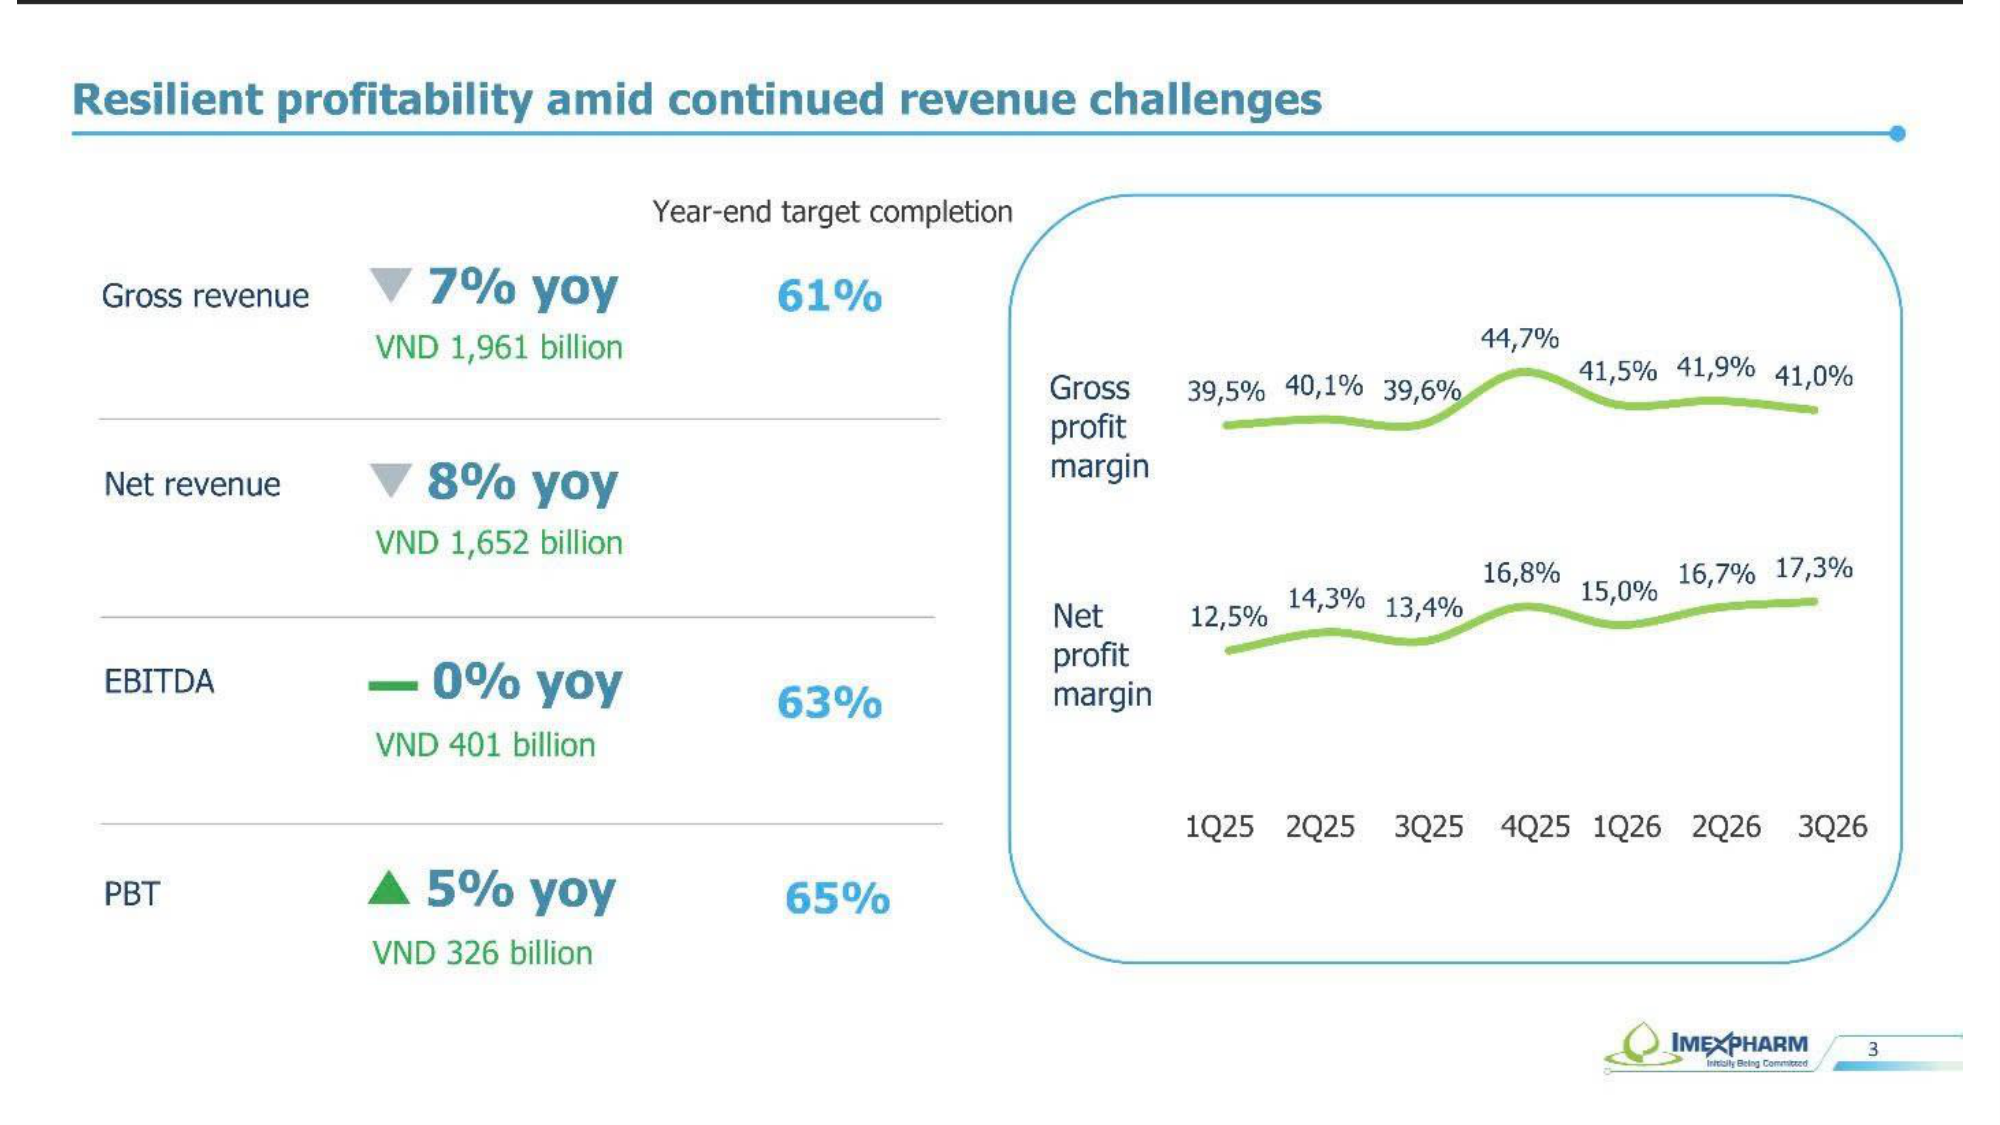 Resilient profitability amid continued revenue challenges
Year-end target completion
Gross revenue
7% yoy
61%
VND 1,961 billion
Net revenue
8% yoy
VND 1,652 billion
EBITDA
0% yoy
63%
VND 401 billion
PBT
5% yoy
65%
VND 326 billion
Gross
profit
margin
39,5% 40,1% 39,6% 44,7% 41,5% 41,9% 41,0%
Net
profit
margin
12,5% 14,3% 13,4% 16,8% 15,0% 16,7% 17,3%
1Q25 2Q25 3Q25 4Q25 1Q26 2Q26 3Q26
IMEXPHARM
Initially Being Committed
3